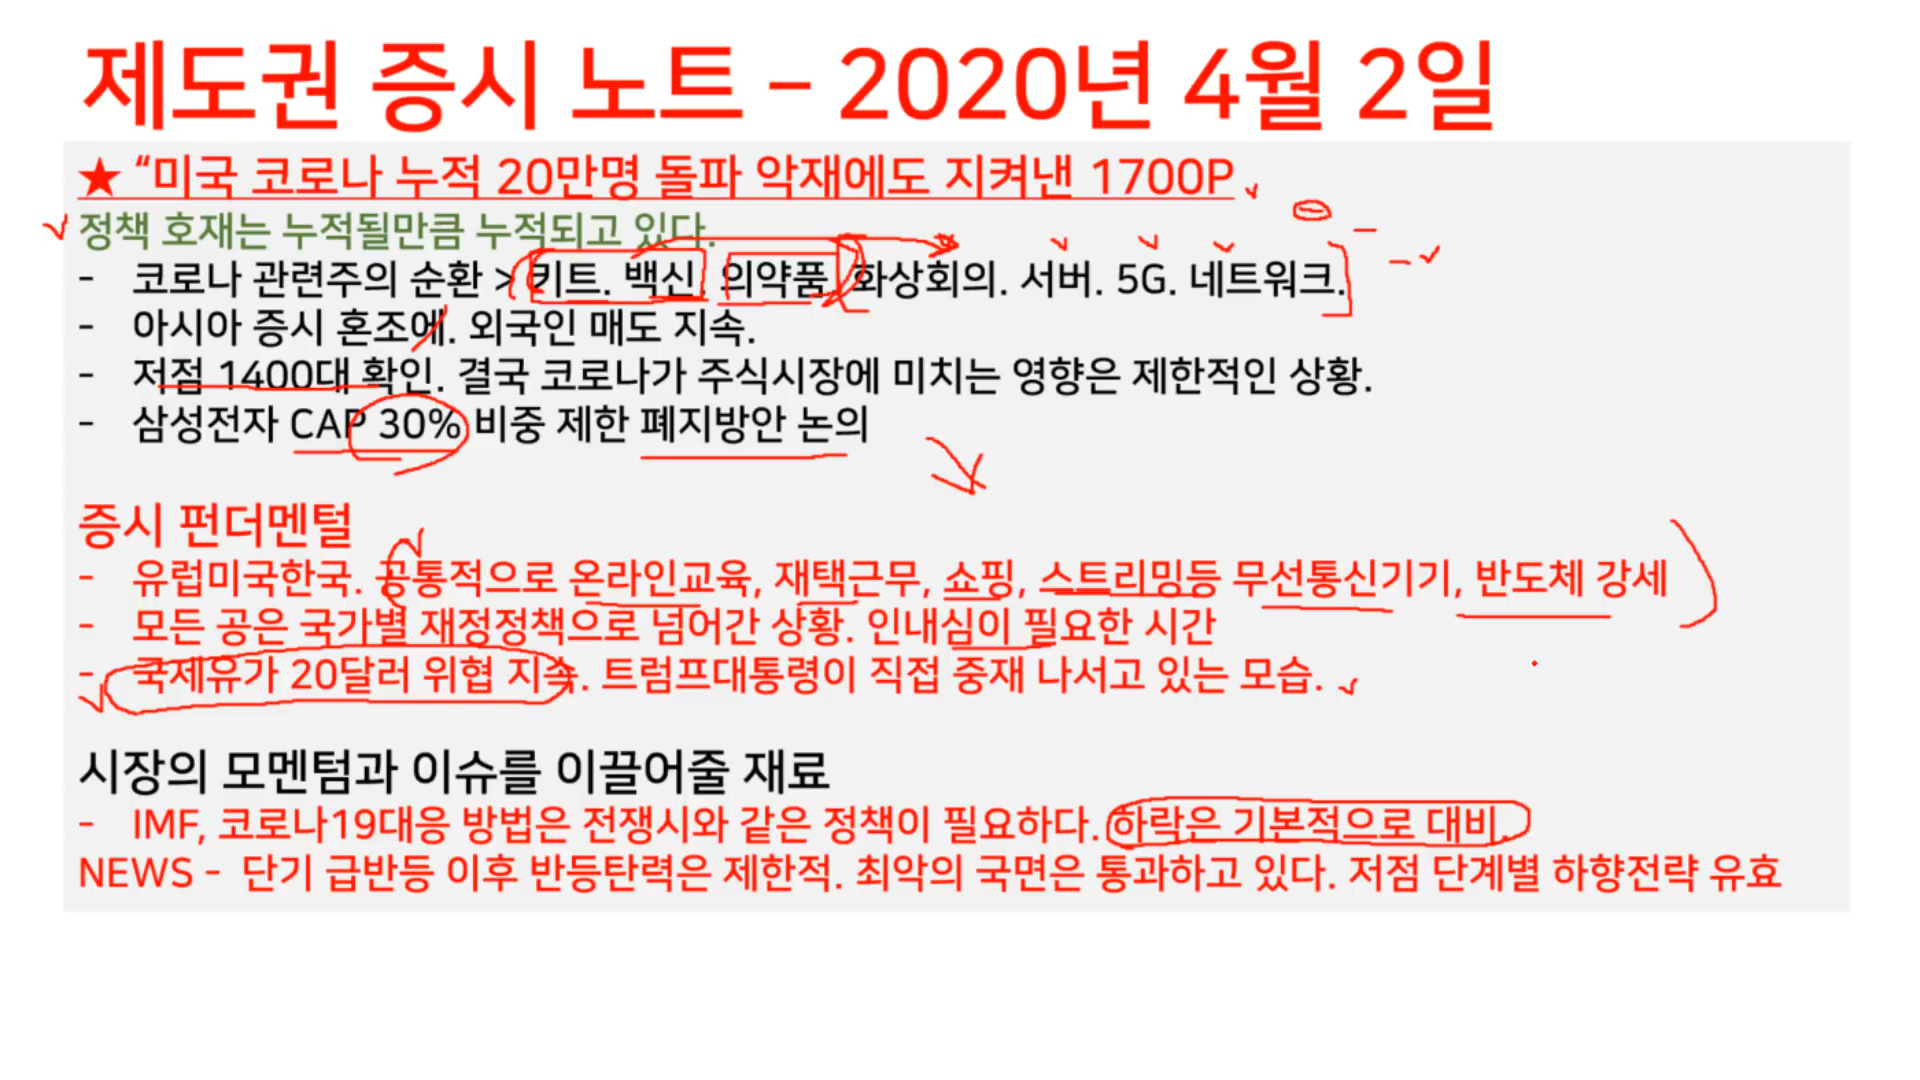 제도권 증시 노트 – 2020년 4월 2일
★ “미국 코로나 누적 20만명 돌파 악재에도 지켜낸 1700P
정책 호재는 누적될만큼 누적되고 있다.
- 코로나 관련주의 순환 > 키트. 백신. 의약품. 화상회의. 서버. 5G. 네트워크.
- 아시아 증시 혼조에. 외국인 매도 지속.
- 저점 1400대 확인. 결국 코로나가 주식시장에 미치는 영향은 제한적인 상황.
- 삼성전자 CAP 30% 비중 제한 폐지방안 논의
증시 펀더멘털
- 유럽미국한국. 공통적으로 온라인교육, 재택근무, 쇼핑, 스트리밍등 무선통신기기, 반도체 강세
- 모든 공은 국가별 재정정책으로 넘어간 상황. 인내심이 필요한 시간
- 국제유가 20달러 위협 지속. 트럼프대통령이 직접 중재 나서고 있는 모습.
시장의 모멘텀과 이슈를 이끌어줄 재료
- IMF, 코로나19대응 방법은 전쟁시와 같은 정책이 필요하다. 하락은 기본적으로 대비.
NEWS - 단기 급반등 이후 반등탄력은 제한적. 최악의 국면은 통과하고 있다. 저점 단계별 하향전략 유효